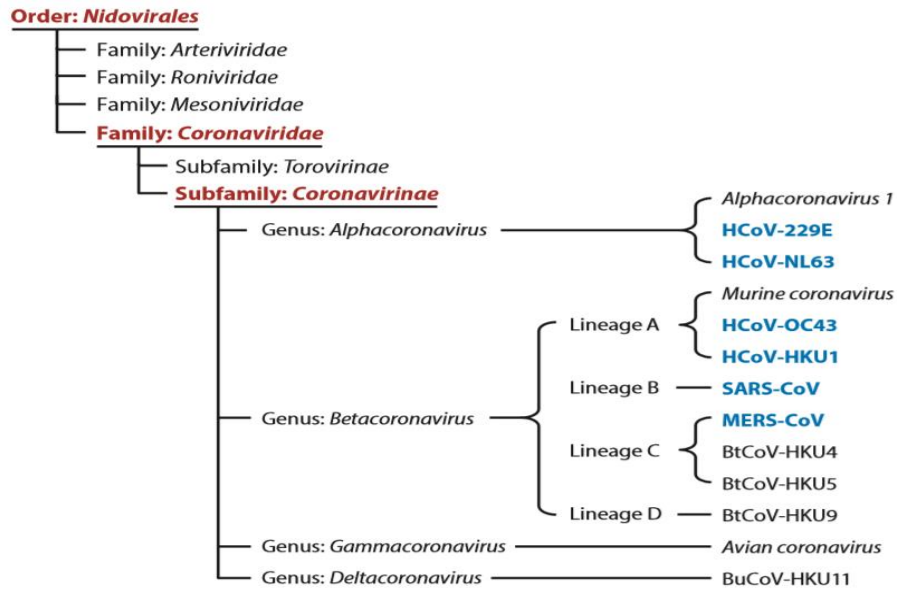 Order: Nidovirales
Family: Arteriviridae
Family: Roniviridae
Family: Mesoniviridae
Family: Coronaviridae
Subfamily: Torovirinae
Subfamily: Coronavirinae
Genus: Alphacoronavirus
Alphacoronavirus 1
HCoV-229E
HCoV-NL63
Genus: Betacoronavirus
Lineage A
Murine coronavirus
HCoV-OC43
HCoV-HKU1
Lineage B
SARS-CoV
Lineage C
MERS-CoV
BtCoV-HKU4
BtCoV-HKU5
Lineage D
BtCoV-HKU9
Genus: Gammacoronavirus
Avian coronavirus
Genus: Deltacoronavirus
BuCoV-HKU11